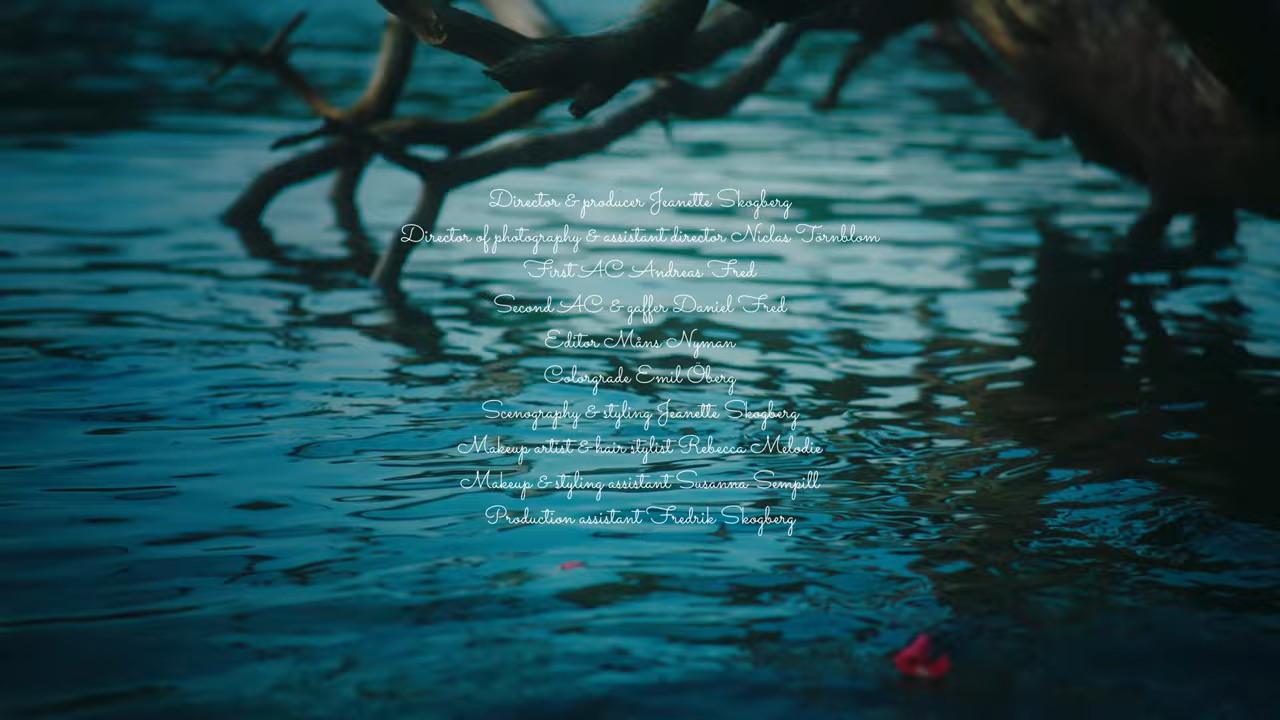 Director & producer Jeanette Skogberg
Director of photography & assistant director Niclas Törnblom
First AC Andreas Fred
Second AC & gaffer Daniel Fred
Editor Måns Nyman
Colorgrade Emil Öberg
Scenography & styling Jeanette Skogberg
Makeup artist & hair stylist Rebecca Melodie
Makeup & styling assistant Susanna Sempill
Production assistant Fredrik Skogberg